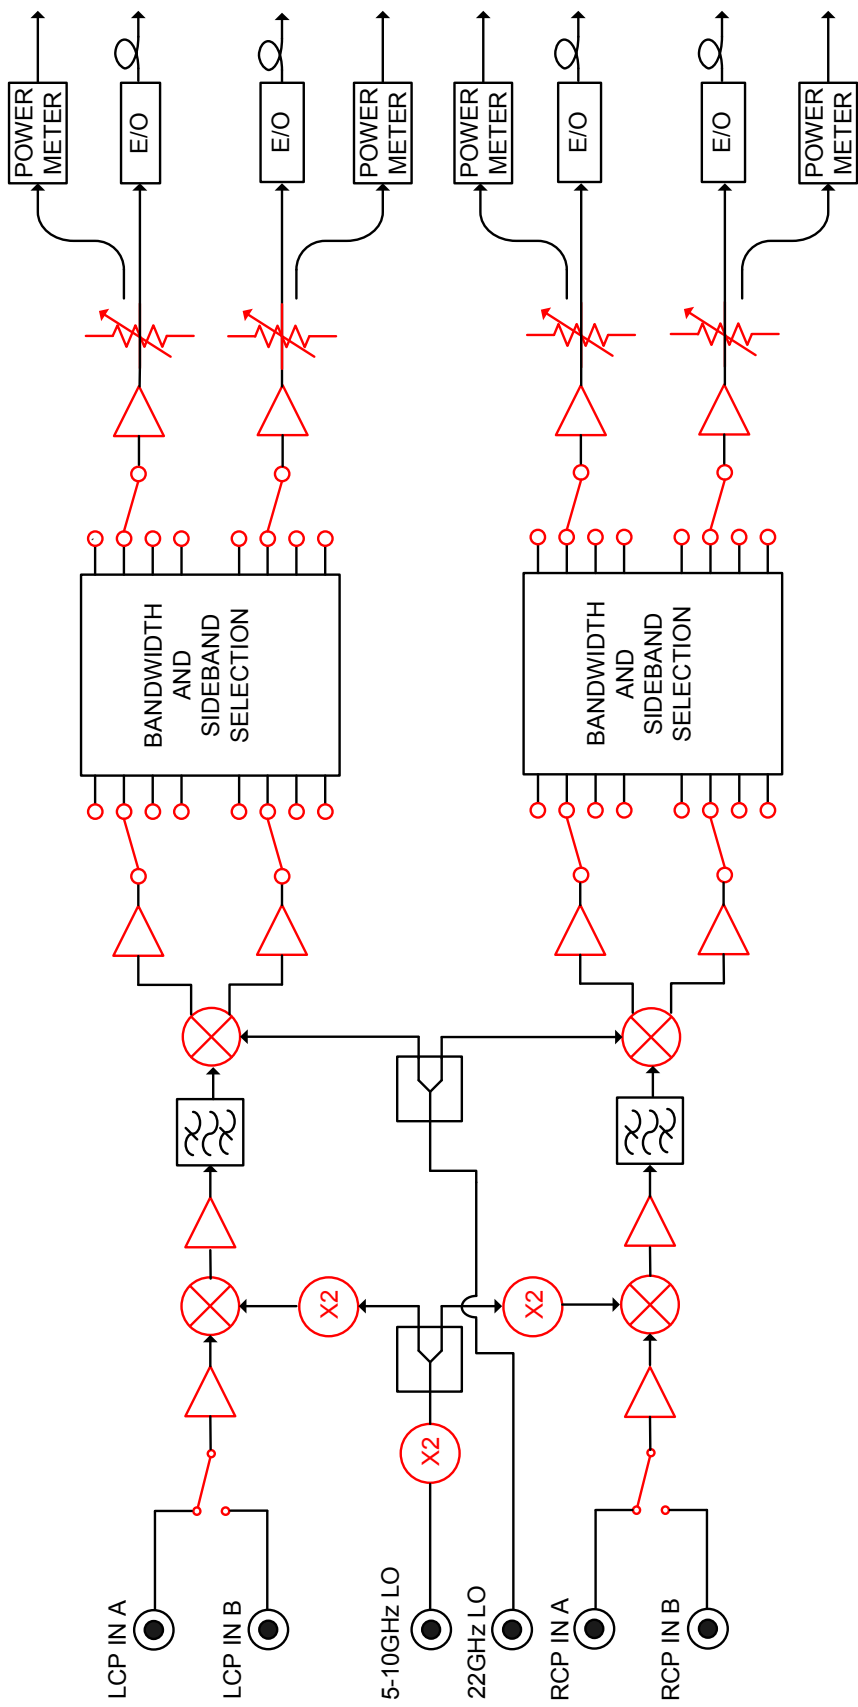 POWER
METER
E/O
E/O
POWER
METER
POWER
METER
E/O
E/O
POWER
METER
BANDWIDTH
AND
SIDEBAND
SELECTION
BANDWIDTH
AND
SIDEBAND
SELECTION
X2
X2
X2
LCP IN A
LCP IN B
5-10GHz LO
22GHz LO
RCP IN A
RCP IN B